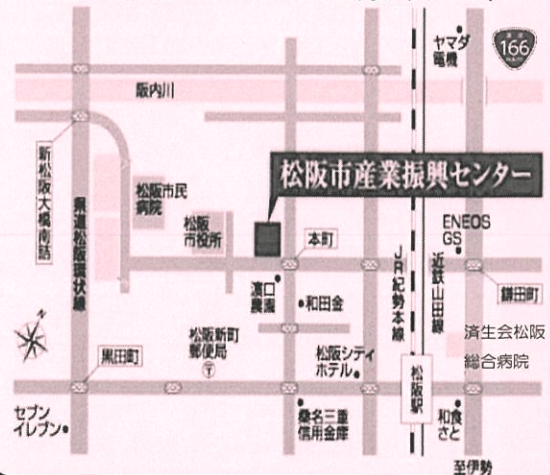 ヤマダ
電機
国道
166
ROUTE
阪内川
新松阪大橋南詰
県道松阪環状線
松阪市民
病院
松阪
市役所
松阪市産業振興センター
本町
JR紀勢本線
近鉄山田線
ENEOS
GS
鎌田町
濵口
農園
和田金
済生会松阪
総合病院
黒田町
松阪新町
郵便局
〒
松阪シティ
ホテル
松阪駅
セブン
イレブン
桑名三重
信用金庫
和食
さと
至伊勢
N